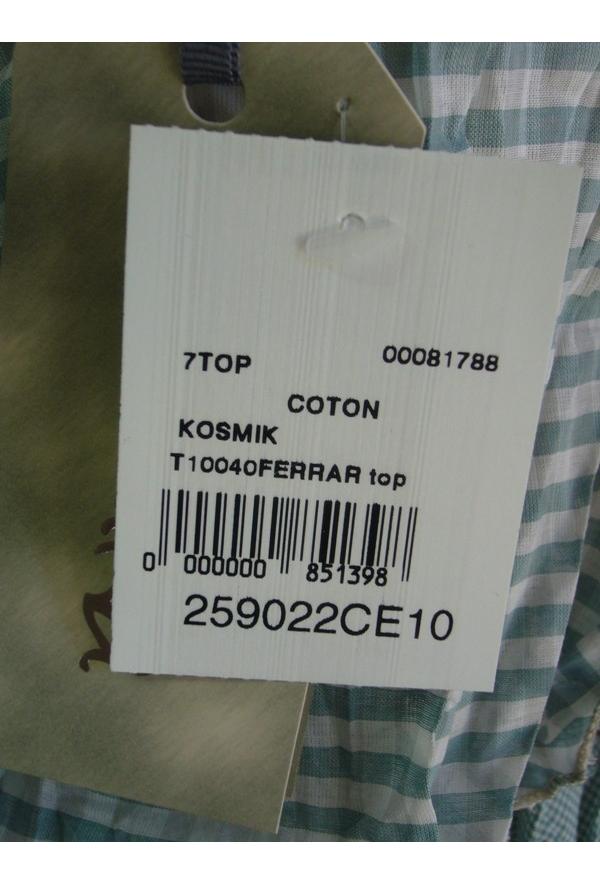 7TOP 00081788
COTON
KOSMIK
T10040FERRAR top
0 000000 851398
259022CE10